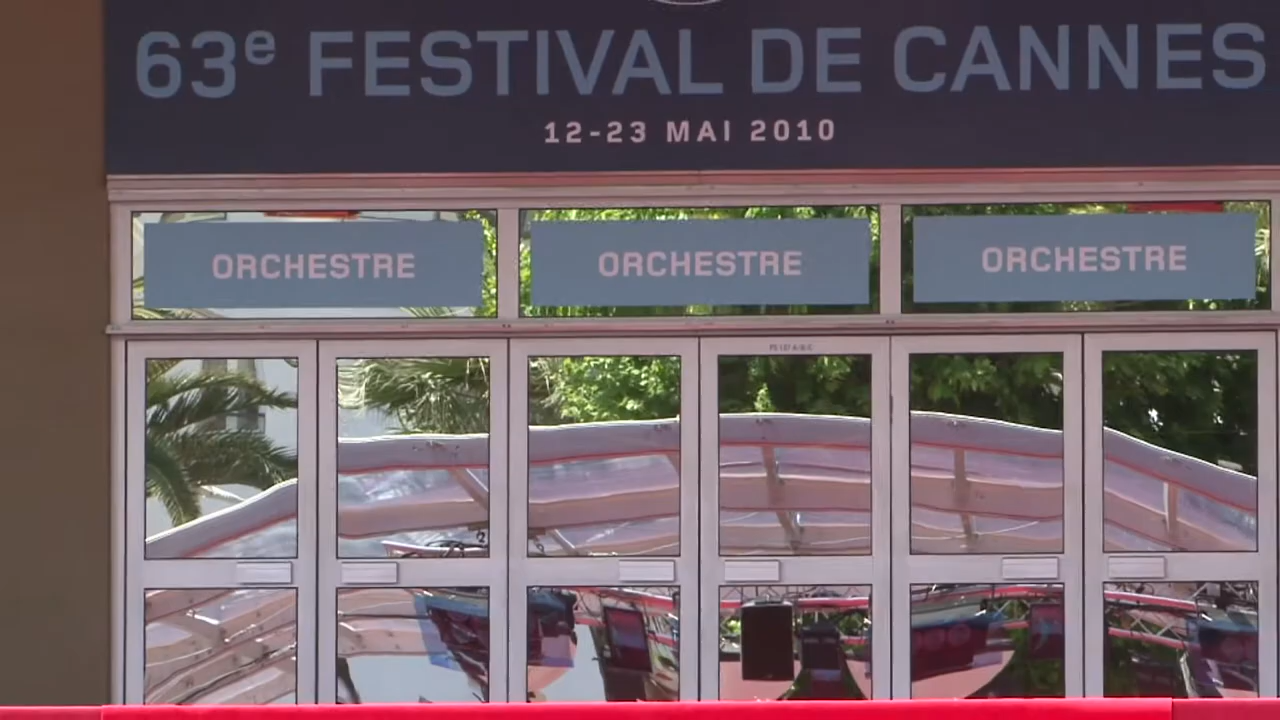 63e FESTIVAL DE CANNES
12-23 MAI 2010
ORCHESTRE ORCHESTRE ORCHESTRE